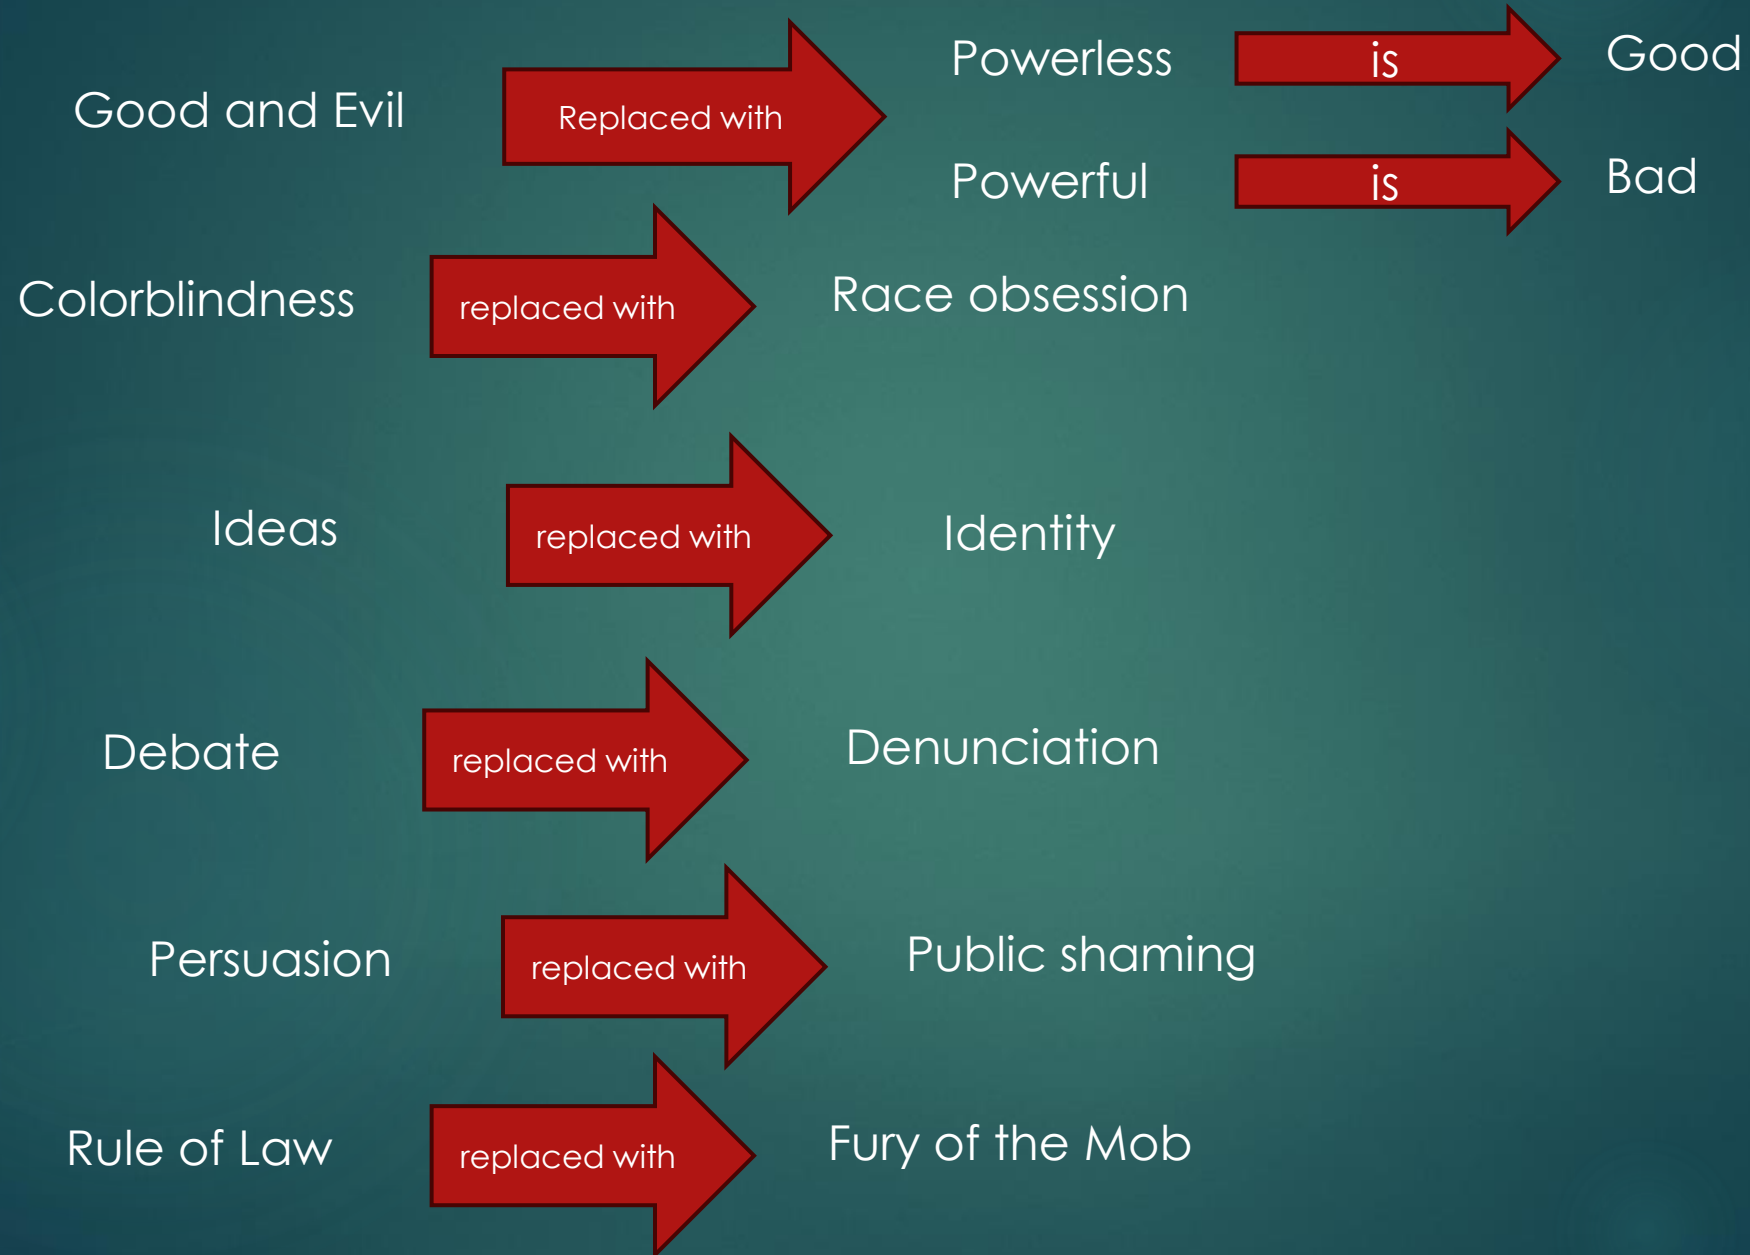 Good and Evil
Replaced with
Powerless
is
Good
Powerful
is
Bad
Colorblindness
replaced with
Race obsession
Ideas
replaced with
Identity
Debate
replaced with
Denunciation
Persuasion
replaced with
Public shaming
Rule of Law
replaced with
Fury of the Mob